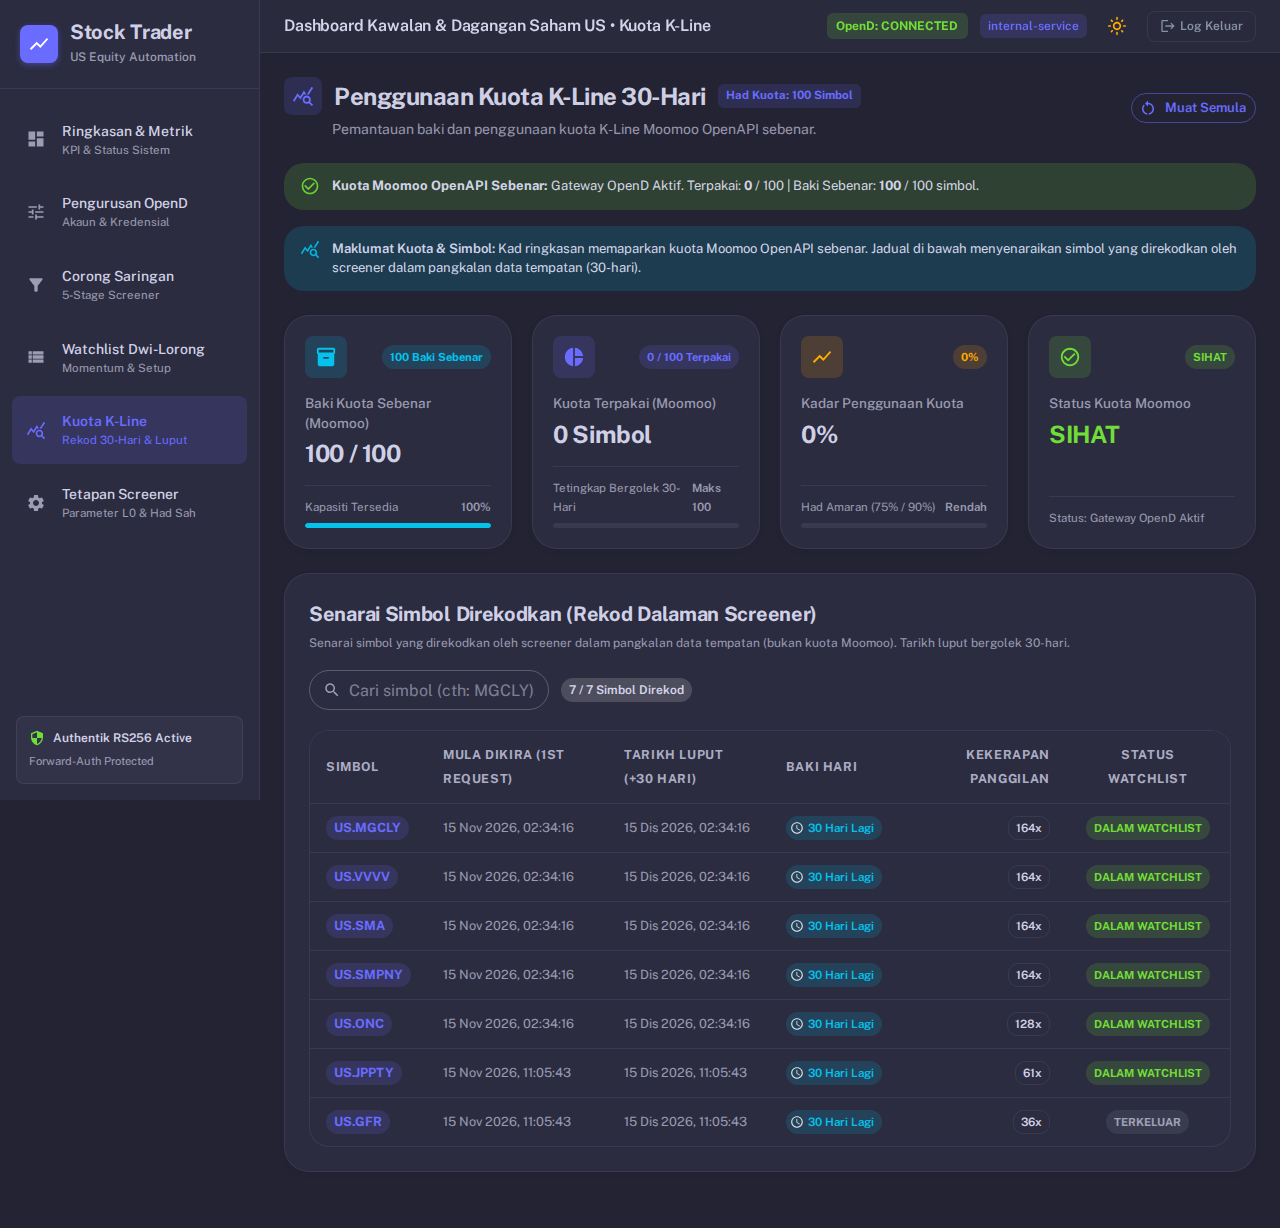 Stock Trader
US Equity Automation
Ringkasan & Metrik
KPI & Status Sistem
Pengurusan OpenD
Akaun & Kredensial
Corong Saringan
5-Stage Screener
Watchlist Dwi-Lorong
Momentum & Setup
Kuota K-Line
Rekod 30-Hari & Luput
Tetapan Screener
Parameter L0 & Had Sah
Authentik RS256 Active
Forward-Auth Protected
Dashboard Kawalan & Dagangan Saham US • Kuota K-Line
OpenD: CONNECTED
internal-service
Log Keluar
Penggunaan Kuota K-Line 30-Hari
Had Kuota: 100 Simbol
Pemantauan baki dan penggunaan kuota K-Line Moomoo OpenAPI sebenar.
Muat Semula
Kuota Moomoo OpenAPI Sebenar: Gateway OpenD Aktif. Terpakai: 0 / 100 | Baki Sebenar: 100 / 100 simbol.
Maklumat Kuota & Simbol: Kad ringkasan memaparkan kuota Moomoo OpenAPI sebenar. Jadual di bawah menyenaraikan simbol yang direkodkan oleh
screener dalam pangkalan data tempatan (30-hari).
100 Baki Sebenar
Baki Kuota Sebenar
(Moomoo)
100 / 100
Kapasiti Tersedia 100%
0 / 100 Terpakai
Kuota Terpakai (Moomoo)
0 Simbol
Tetingkap Bergolek 30- Maks
Hari 100
0%
Kadar Penggunaan Kuota
0%
Had Amaran (75% / 90%) Rendah
SIHAT
Status Kuota Moomoo
SIHAT
Status: Gateway OpenD Aktif
Senarai Simbol Direkodkan (Rekod Dalaman Screener)
Senarai simbol yang direkodkan oleh screener dalam pangkalan data tempatan (bukan kuota Moomoo). Tarikh luput bergolek 30-hari.
Cari simbol (cth: MGCLY)
7 / 7 Simbol Direkod
SIMBOL MULA DIKIRA (1ST TARIKH LUPUT BAKI HARI KEKERAPAN STATUS
REQUEST) (+30 HARI) PANGGILAN WATCHLIST
US.MGCLY 15 Nov 2026, 02:34:16 15 Dis 2026, 02:34:16 30 Hari Lagi 164x DALAM WATCHLIST
US.VVVV 15 Nov 2026, 02:34:16 15 Dis 2026, 02:34:16 30 Hari Lagi 164x DALAM WATCHLIST
US.SMA 15 Nov 2026, 02:34:16 15 Dis 2026, 02:34:16 30 Hari Lagi 164x DALAM WATCHLIST
US.SMPNY 15 Nov 2026, 02:34:16 15 Dis 2026, 02:34:16 30 Hari Lagi 164x DALAM WATCHLIST
US.ONC 15 Nov 2026, 02:34:16 15 Dis 2026, 02:34:16 30 Hari Lagi 128x DALAM WATCHLIST
US.JPPTY 15 Nov 2026, 11:05:43 15 Dis 2026, 11:05:43 30 Hari Lagi 61x DALAM WATCHLIST
US.GFR 15 Nov 2026, 11:05:43 15 Dis 2026, 11:05:43 30 Hari Lagi 36x TERKELUAR